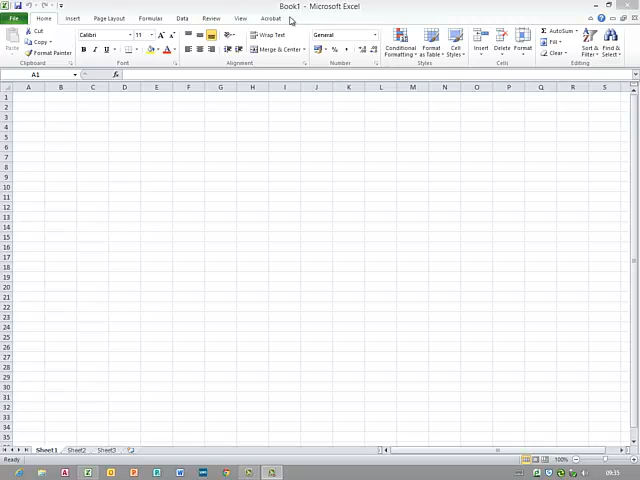 Book1 - Microsoft Excel
File Home Insert Page Layout Formulas Data Review View Acrobat
Paste Cut Copy Format Painter Clipboard
Calibri 11 B I U Font
Wrap Text Merge & Center Alignment
General % , Number
Conditional Formatting Format as Table Cell Styles Styles
Insert Delete Format Cells
AutoSum Fill Clear Sort & Filter Find & Select Editing
A1 fx
A B C D E F G H I J K L M N O P Q R S
1
2
3
4
5
6
7
8
9
10
11
12
13
14
15
16
17
18
19
20
21
22
23
24
25
26
27
28
29
30
31
32
33
34
35
Sheet1 Sheet2 Sheet3
Ready 100%
09:35